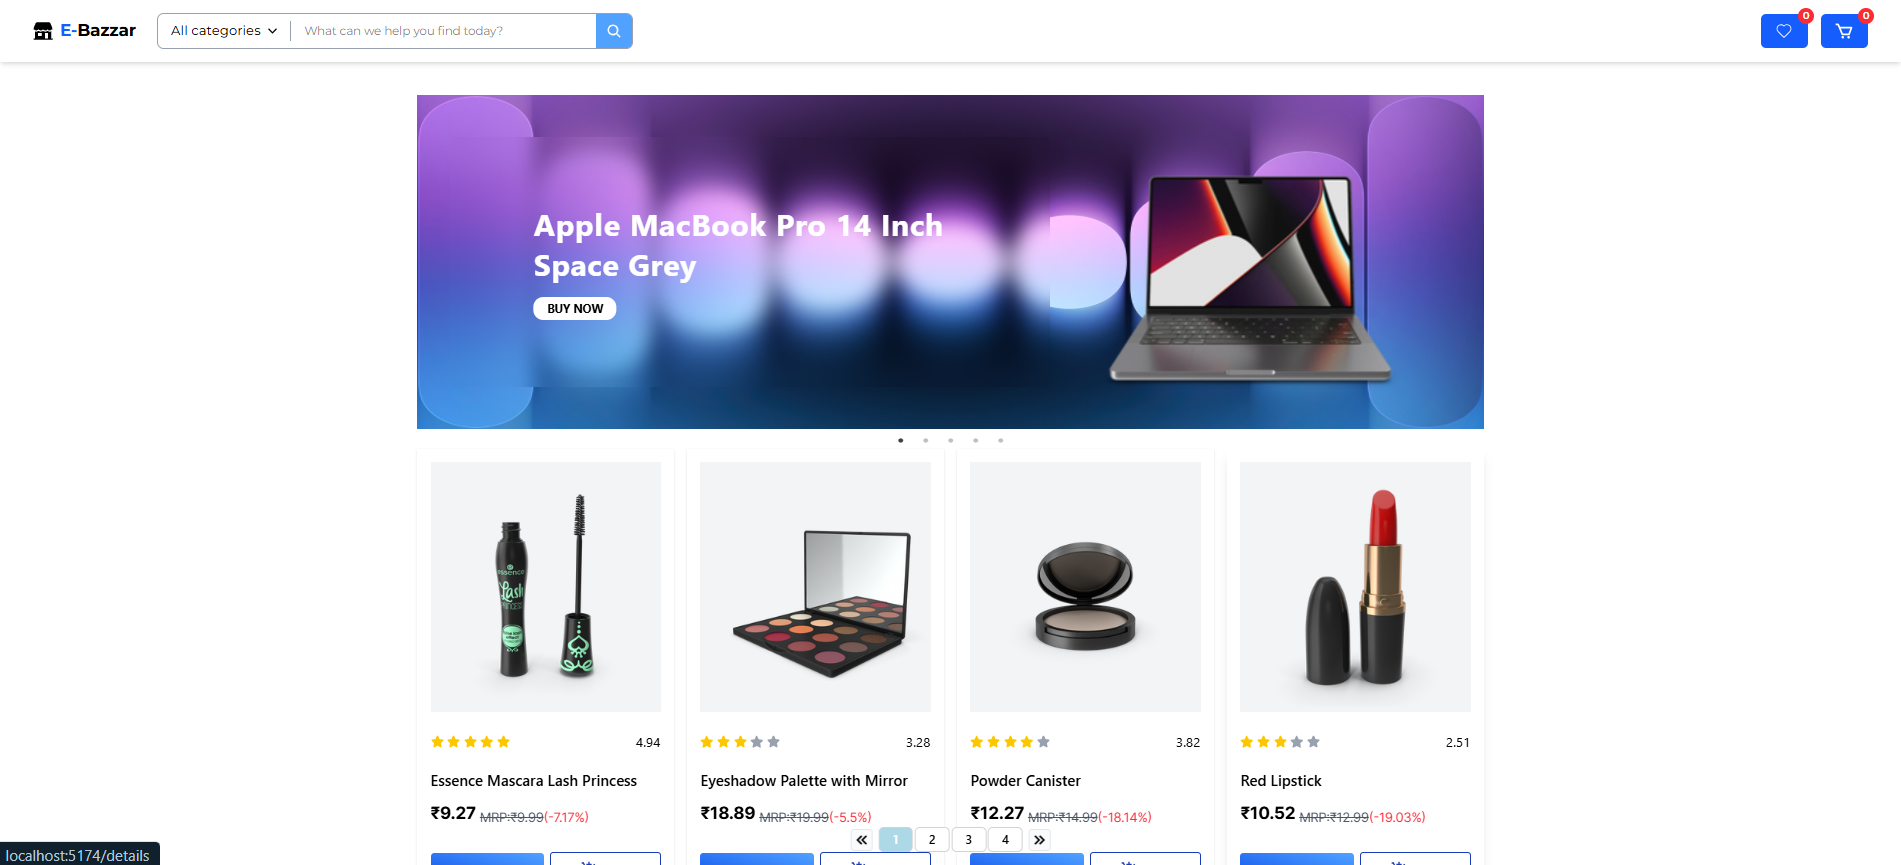 E-Bazzar
All categories
What can we help you find today?
0
0
Apple MacBook Pro 14 Inch
Space Grey
BUY NOW
essence
Lash
4.94
3.28
3.82
2.51
Essence Mascara Lash Princess
Eyeshadow Palette with Mirror
Powder Canister
Red Lipstick
₹9.27 MRP:₹9.99(-7.17%)
₹18.89 MRP:₹19.99(-5.5%)
₹12.27 MRP:₹14.99(-18.14%)
₹10.52 MRP:₹12.99(-19.03%)
« 1 2 3 4 »
localhost:5174/details